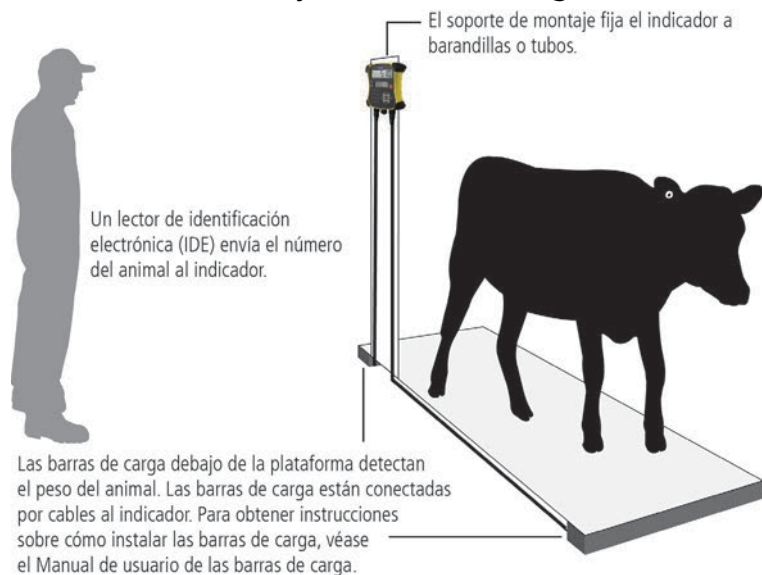 El soporte de montaje fija el indicador a
barandillas o tubos.
Un lector de identificación
electrónica (IDE) envía el número
del animal al indicador.
Las barras de carga debajo de la plataforma detectan
el peso del animal. Las barras de carga están conectadas
por cables al indicador. Para obtener instrucciones
sobre cómo instalar las barras de carga, véase
el Manual de usuario de las barras de carga.